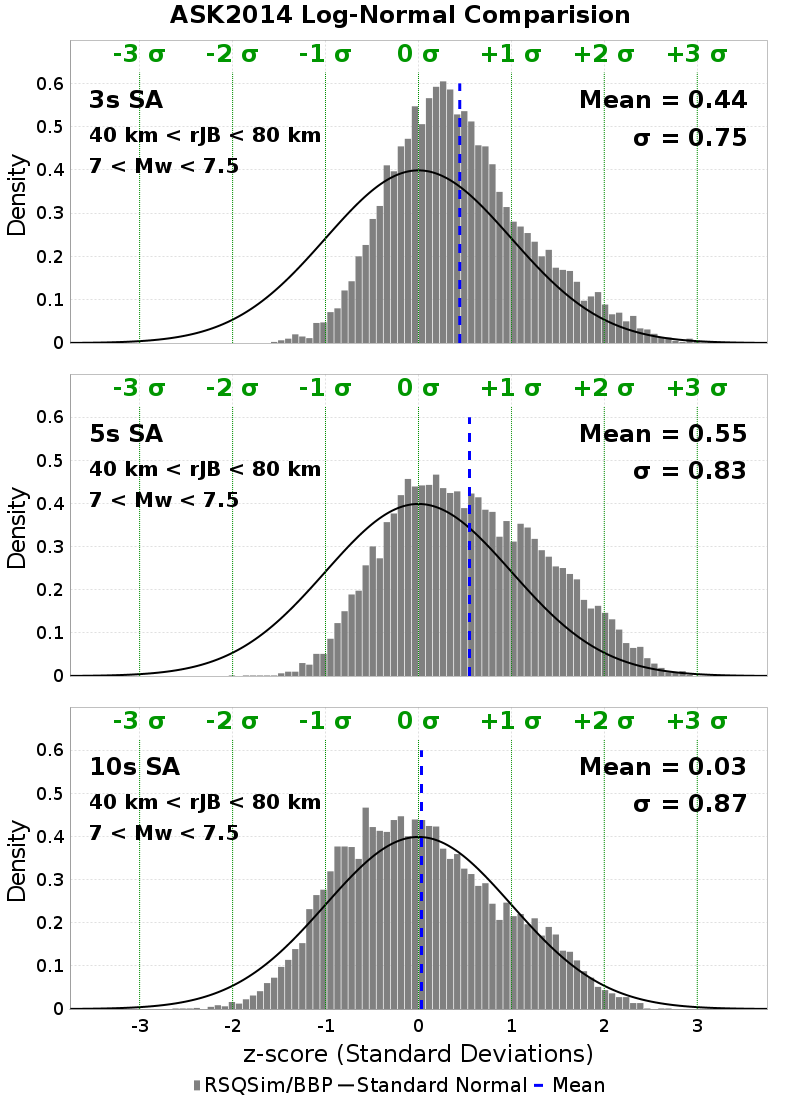 ASK2014 Log-Normal Comparision
-3 σ -2 σ -1 σ 0 σ +1 σ +2 σ +3 σ
3s SA
40 km < rJB < 80 km
7 < Mw < 7.5
Mean = 0.44
σ = 0.75
Density
0.6
0.5
0.4
0.3
0.2
0.1
0
-3 σ -2 σ -1 σ 0 σ +1 σ +2 σ +3 σ
5s SA
40 km < rJB < 80 km
7 < Mw < 7.5
Mean = 0.55
σ = 0.83
Density
0.6
0.5
0.4
0.3
0.2
0.1
0
-3 σ -2 σ -1 σ 0 σ +1 σ +2 σ +3 σ
10s SA
40 km < rJB < 80 km
7 < Mw < 7.5
Mean = 0.03
σ = 0.87
Density
0.6
0.5
0.4
0.3
0.2
0.1
0
-3 -2 -1 0 1 2 3
z-score (Standard Deviations)
RSQSim/BBP Standard Normal Mean